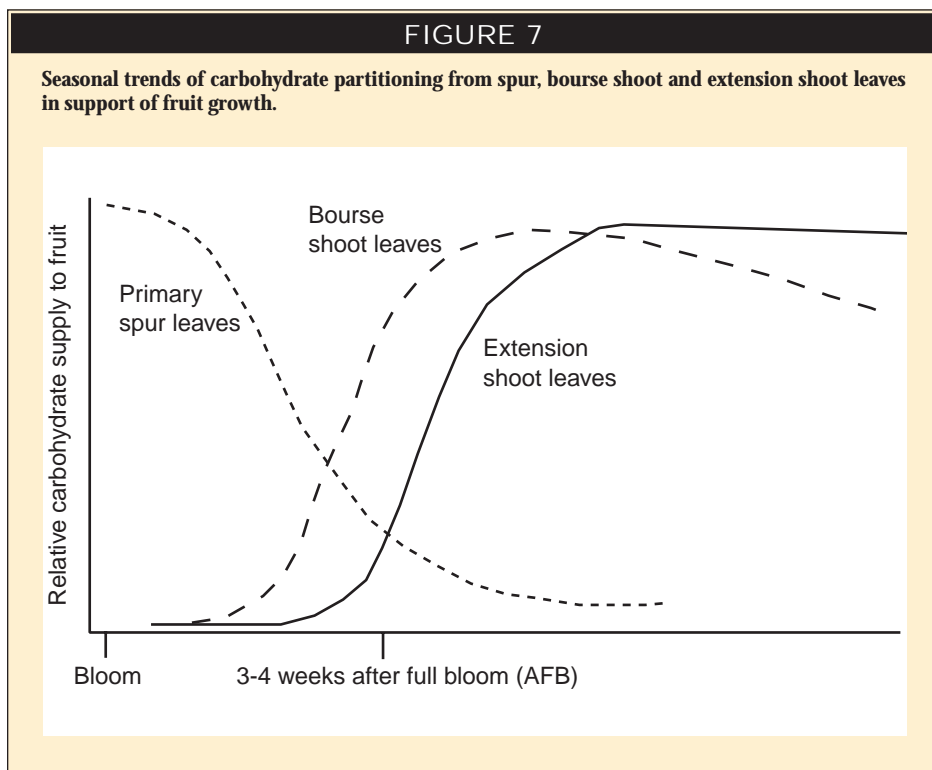 FIGURE 7
Seasonal trends of carbohydrate partitioning from spur, bourse shoot and extension shoot leaves
in support of fruit growth.
Relative carbohydrate supply to fruit
Bourse
shoot leaves
Primary
spur leaves
Extension
shoot leaves
Bloom
3-4 weeks after full bloom (AFB)